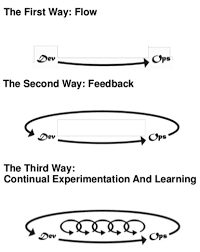 The First Way: Flow
Dev Ops
The Second Way: Feedback
Dev Ops
The Third Way:
Continual Experimentation And Learning
Dev Ops